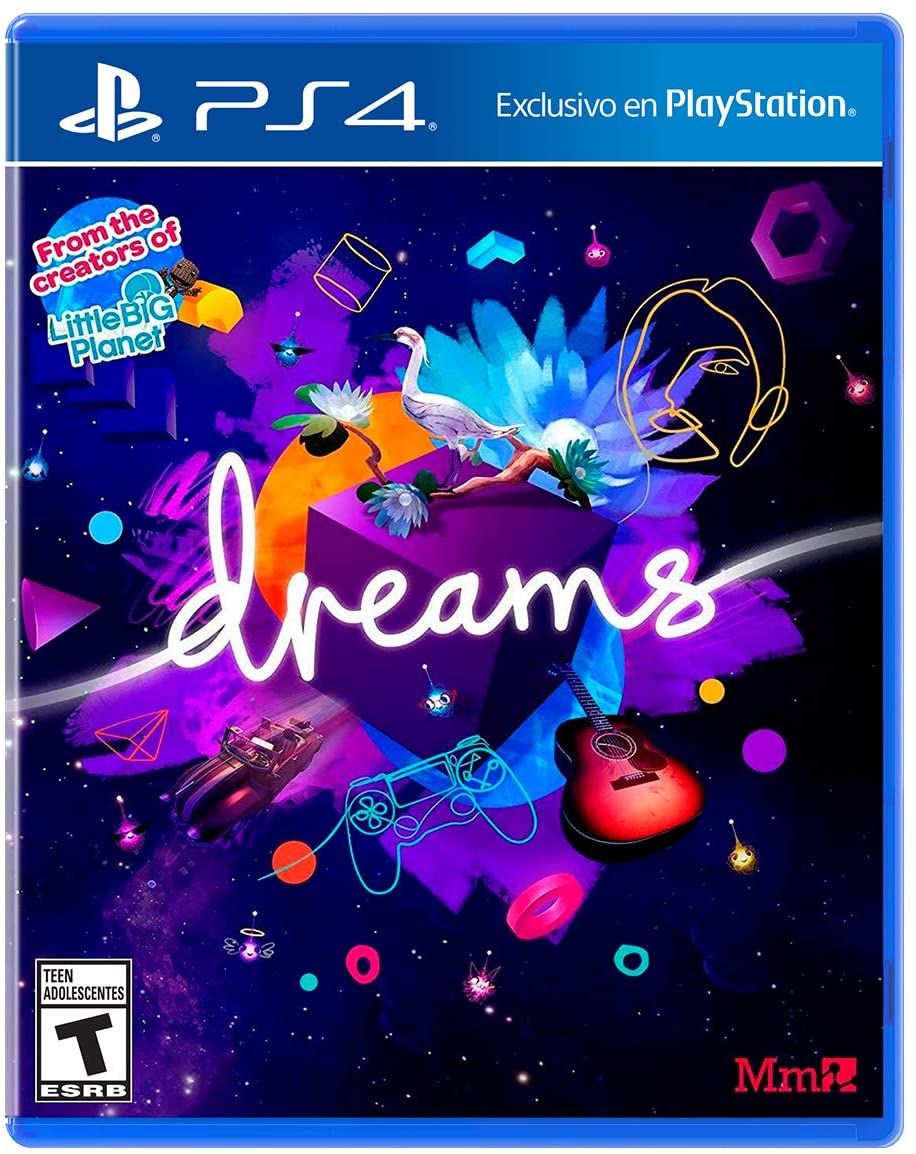 PS4®
Exclusivo en PlayStation®
From the
creators of
LittleBIG
Planet
dreams
TEEN
ADOLESCENTES
T
ESRB
Mm